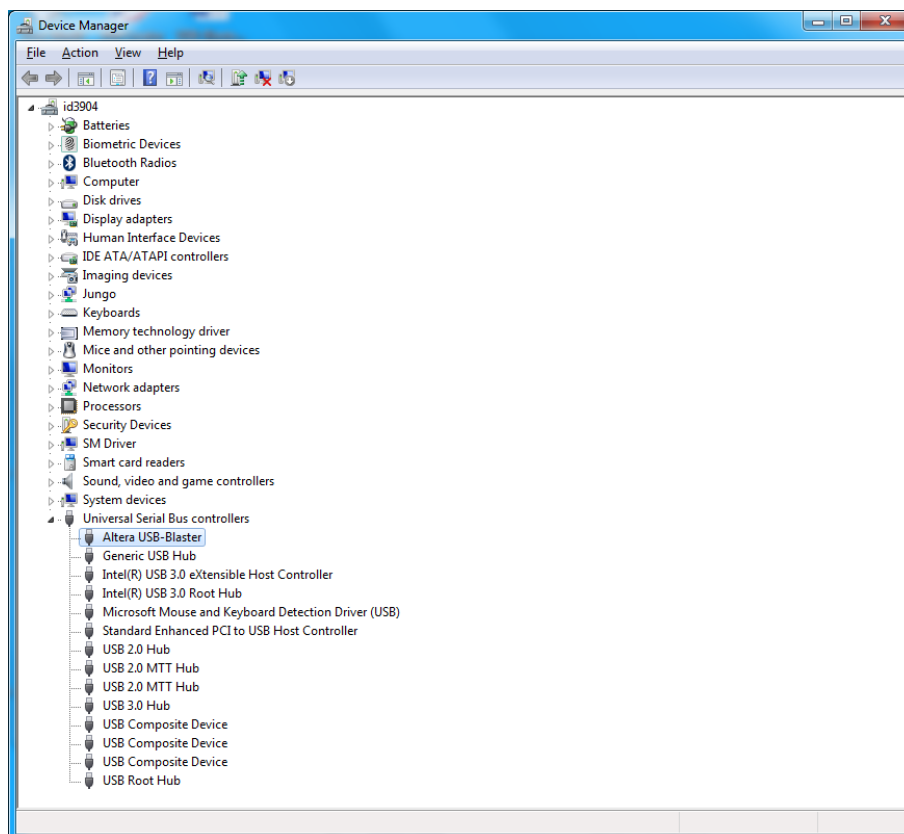 Device Manager
File Action View Help
id3904
Batteries
Biometric Devices
Bluetooth Radios
Computer
Disk drives
Display adapters
Human Interface Devices
IDE ATA/ATAPI controllers
Imaging devices
Jungo
Keyboards
Memory technology driver
Mice and other pointing devices
Monitors
Network adapters
Processors
Security Devices
SM Driver
Smart card readers
Sound, video and game controllers
System devices
Universal Serial Bus controllers
Altera USB-Blaster
Generic USB Hub
Intel(R) USB 3.0 eXtensible Host Controller
Intel(R) USB 3.0 Root Hub
Microsoft Mouse and Keyboard Detection Driver (USB)
Standard Enhanced PCI to USB Host Controller
USB 2.0 Hub
USB 2.0 MTT Hub
USB 2.0 MTT Hub
USB 3.0 Hub
USB Composite Device
USB Composite Device
USB Composite Device
USB Root Hub